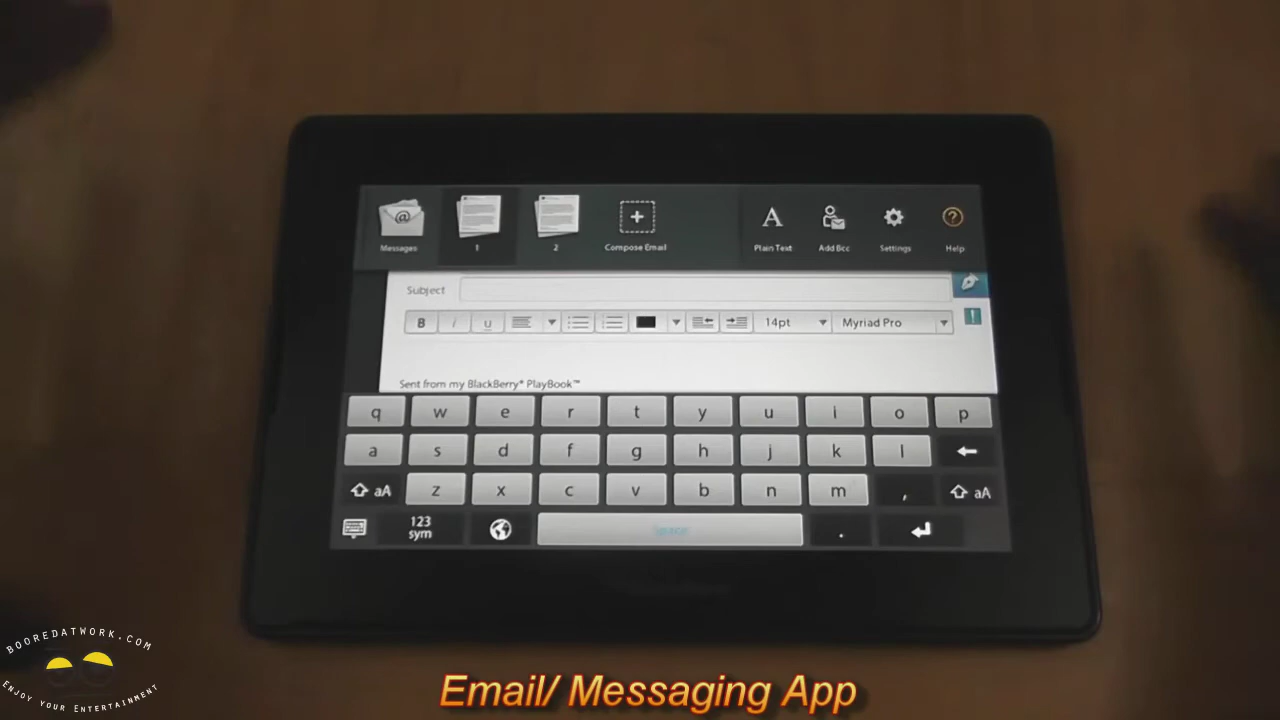 Messages
1
2
Compose Email
Plain Text
Add Bcc
Settings
Help
Subject
B i U 14pt Myriad Pro
Sent from my BlackBerry® PlayBook™
q w e r t y u i o p
a s d f g h j k l
aA z x c v b n m , aA
123
sym
Space
.
BOOREDATWORK.COM
ENJOY YOUR ENTERTAINMENT
Email/ Messaging App